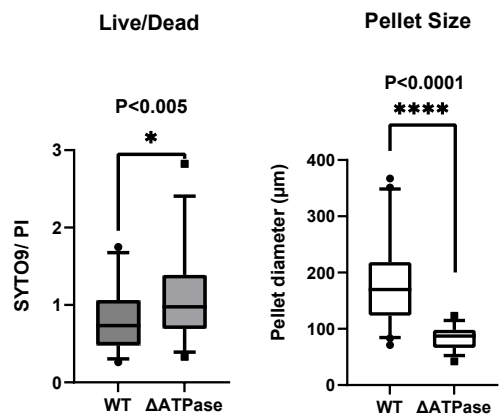 Live/Dead
P<0.005
*
SYTO9/ PI
3
2
1
0
WT
ΔATPase
Pellet Size
P<0.0001
****
Pellet diameter (µm)
400
300
200
100
0
WT
ΔATPase